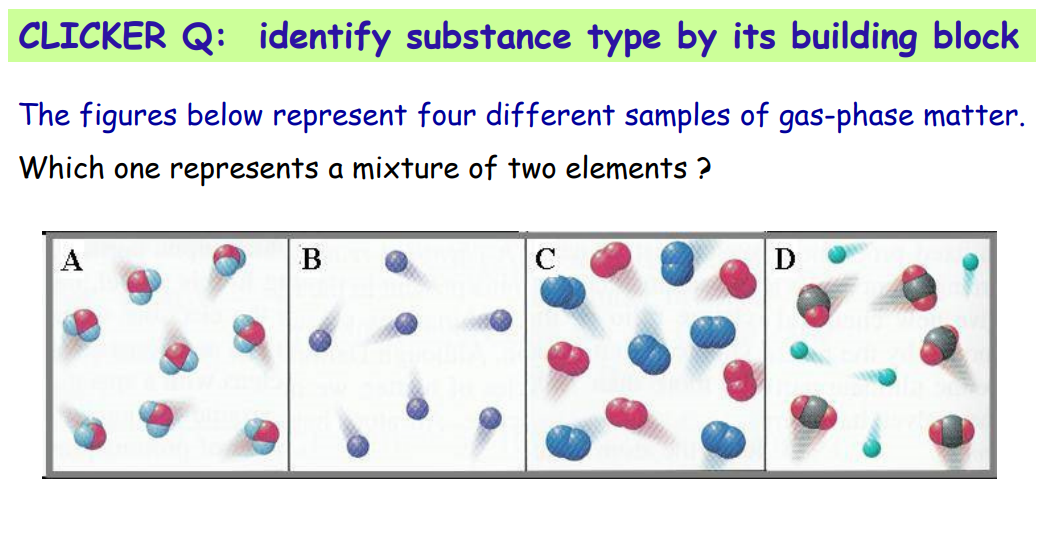 CLICKER Q: identify substance type by its building block
The figures below represent four different samples of gas-phase matter.
Which one represents a mixture of two elements ?
A B C D